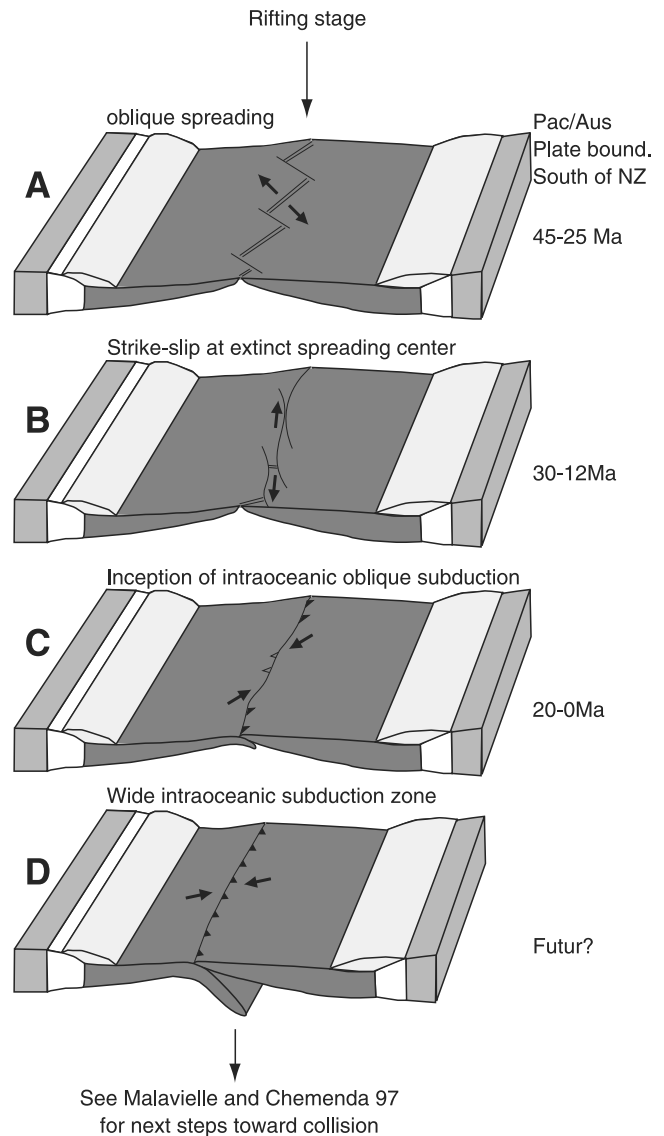 Rifting stage
oblique spreading
Pac/Aus
Plate bound.
South of NZ
A
45-25 Ma
Strike-slip at extinct spreading center
B
30-12Ma
Inception of intraoceanic oblique subduction
C
20-0Ma
Wide intraoceanic subduction zone
D
Futur?
See Malavielle and Chemenda 97
for next steps toward collision